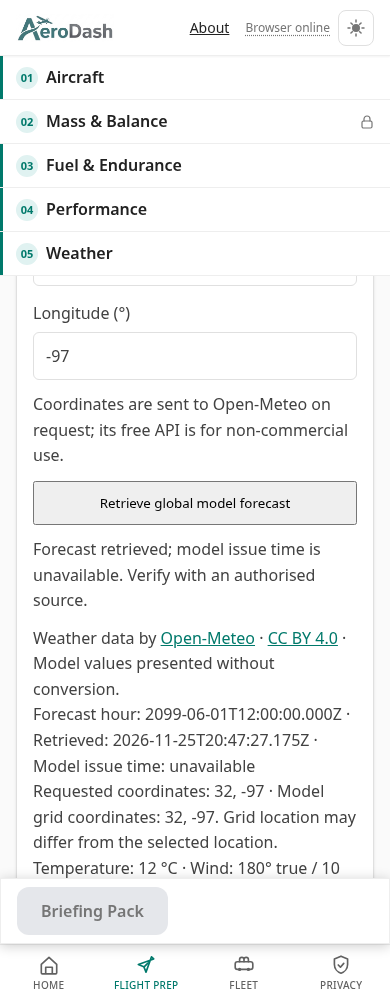 AeroDash
About
Browser online
01 Aircraft
02 Mass & Balance
03 Fuel & Endurance
04 Performance
05 Weather
Longitude (°)
-97
Coordinates are sent to Open-Meteo on
request; its free API is for non-commercial
use.
Retrieve global model forecast
Forecast retrieved; model issue time is
unavailable. Verify with an authorised
source.
Weather data by Open-Meteo · CC BY 4.0 ·
Model values presented without
conversion.
Forecast hour: 2099-06-01T12:00:00.000Z ·
Retrieved: 2026-11-25T20:47:27.175Z ·
Model issue time: unavailable
Requested coordinates: 32, -97 · Model
grid coordinates: 32, -97. Grid location may
differ from the selected location.
Temperature: 12 °C · Wind: 180° true / 10
Briefing Pack
HOME
FLIGHT PREP
FLEET
PRIVACY